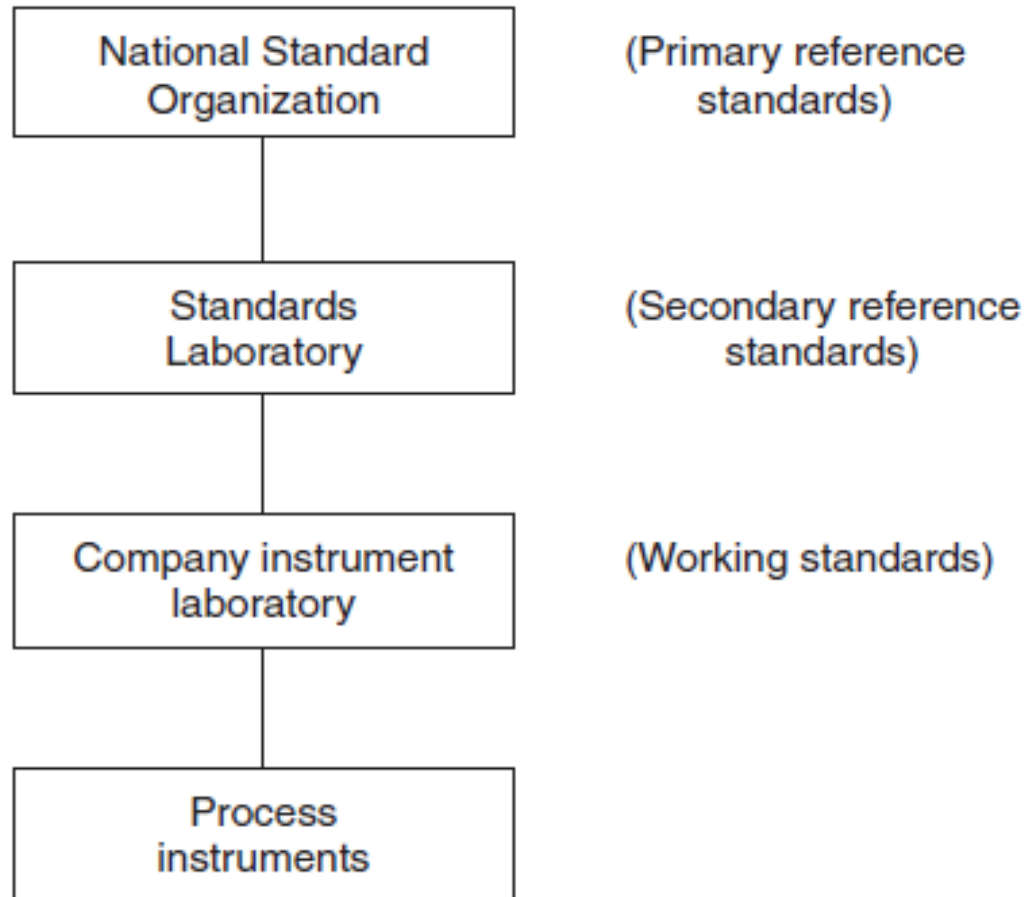 National Standard
Organization
(Primary reference
standards)
Standards
Laboratory
(Secondary reference
standards)
Company instrument
laboratory
(Working standards)
Process
instruments